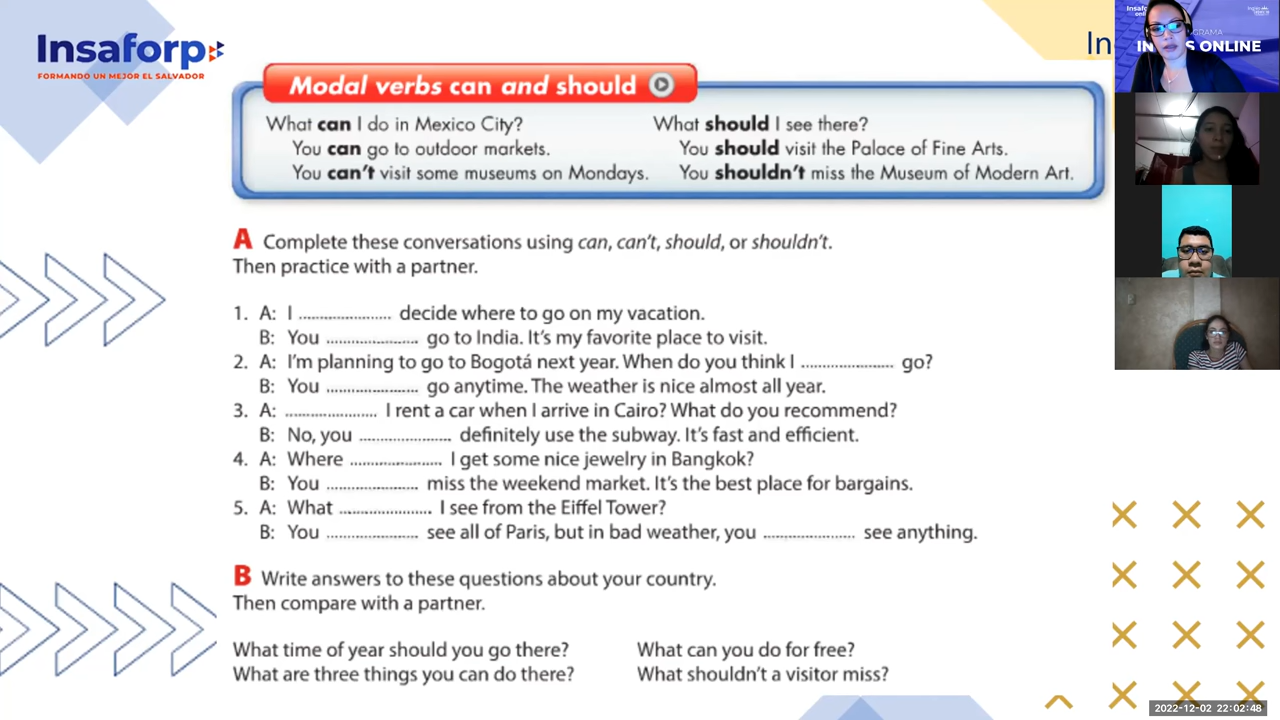 Insaforp
FORMANDO UN MEJOR EL SALVADOR
In
INGLÉS ONLINE
Modal verbs can and should
What can I do in Mexico City?
You can go to outdoor markets.
You can't visit some museums on Mondays.
What should I see there?
You should visit the Palace of Fine Arts.
You shouldn't miss the Museum of Modern Art.
A Complete these conversations using can, can't, should, or shouldn't.
Then practice with a partner.
1. A: I .................... decide where to go on my vacation.
B: You .................... go to India. It's my favorite place to visit.
2. A: I'm planning to go to Bogotá next year. When do you think I .................... go?
B: You .................... go anytime. The weather is nice almost all year.
3. A: .................... I rent a car when I arrive in Cairo? What do you recommend?
B: No, you .................... definitely use the subway. It's fast and efficient.
4. A: Where .................... I get some nice jewelry in Bangkok?
B: You .................... miss the weekend market. It's the best place for bargains.
5. A: What .................... I see from the Eiffel Tower?
B: You .................... see all of Paris, but in bad weather, you .................... see anything.
B Write answers to these questions about your country.
Then compare with a partner.
What time of year should you go there?
What are three things you can do there?
What can you do for free?
What shouldn't a visitor miss?
2022-12-02 22:02:48